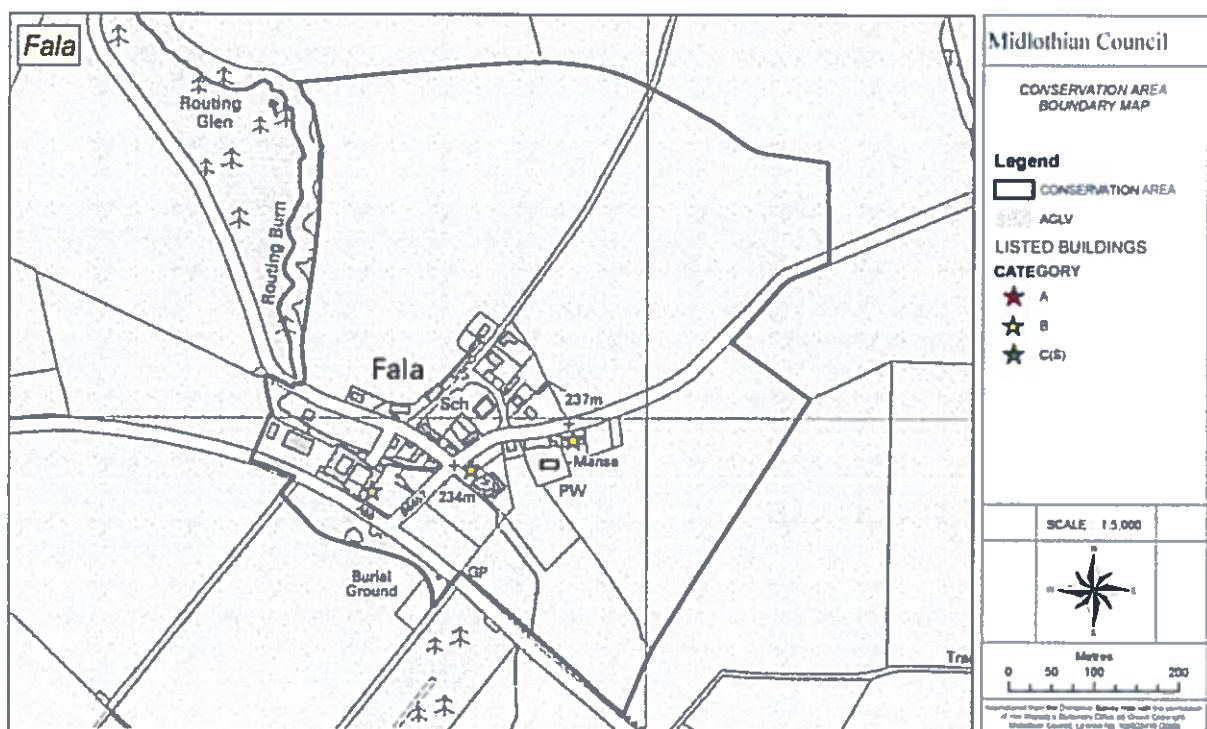 Fala
Routing
Glen
Routing Burn
Fala
Sch
237m
Manse
PW
234m
GP
Burial
Ground
Midlothian Council
CONSERVATION AREA
BOUNDARY MAP
Legend
CONSERVATION AREA
AGLV
LISTED BUILDINGS
CATEGORY
A
B
C(S)
SCALE : 1:5,000
N
W
E
S
Metres
0 50 100 200